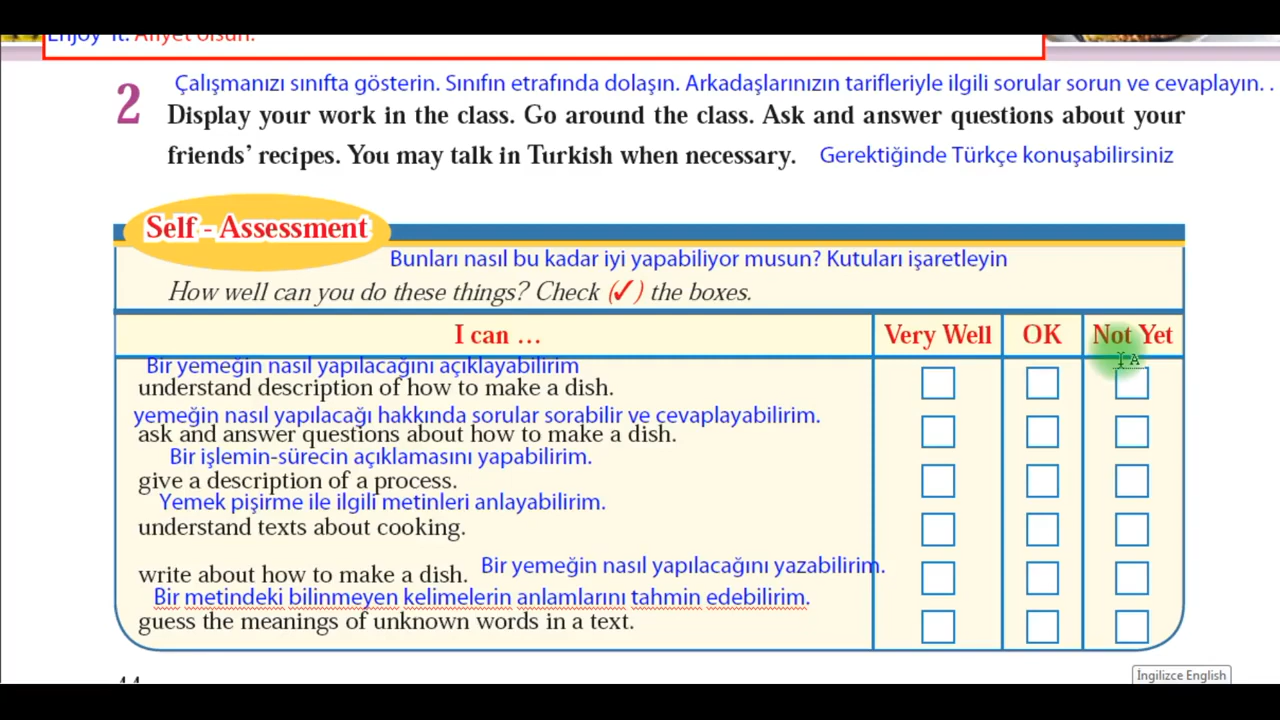 Enjoy it. Afiyet olsun.
2
Çalışmanızı sınıfta gösterin. Sınıfın etrafında dolaşın. Arkadaşlarınızın tarifleriyle ilgili sorular sorun ve cevaplayın. .
Display your work in the class. Go around the class. Ask and answer questions about your
friends' recipes. You may talk in Turkish when necessary. Gerektiğinde Türkçe konuşabilirsiniz
Self - Assessment
Bunları nasıl bu kadar iyi yapabiliyor musun? Kutuları işaretleyin
How well can you do these things? Check (✓) the boxes.
I can … Very Well OK Not Yet
Bir yemeğin nasıl yapılacağını açıklayabilirim
understand description of how to make a dish.
yemeğin nasıl yapılacağı hakkında sorular sorabilir ve cevaplayabilirim.
ask and answer questions about how to make a dish.
Bir işlemin-sürecin açıklamasını yapabilirim.
give a description of a process.
Yemek pişirme ile ilgili metinleri anlayabilirim.
understand texts about cooking.
write about how to make a dish. Bir yemeğin nasıl yapılacağını yazabilirim.
Bir metindeki bilinmeyen kelimelerin anlamlarını tahmin edebilirim.
guess the meanings of unknown words in a text.
44
İngilizce English